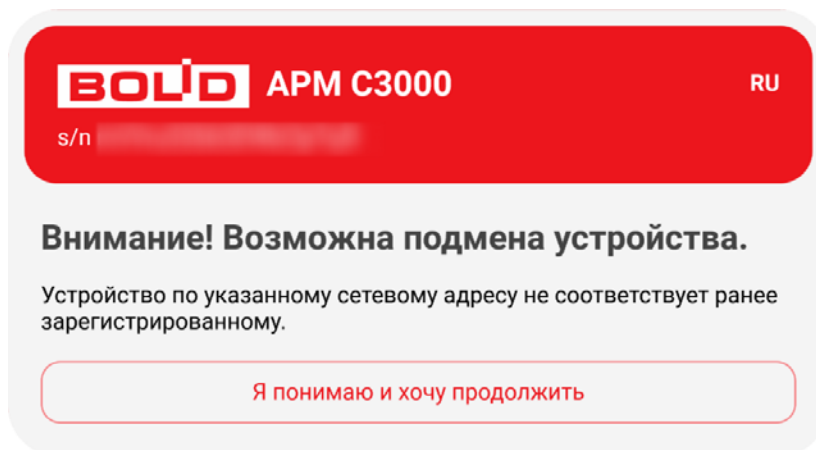 BOLID АРМ С3000
RU
s/n
Внимание! Возможна подмена устройства.
Устройство по указанному сетевому адресу не соответствует ранее
зарегистрированному.
Я понимаю и хочу продолжить